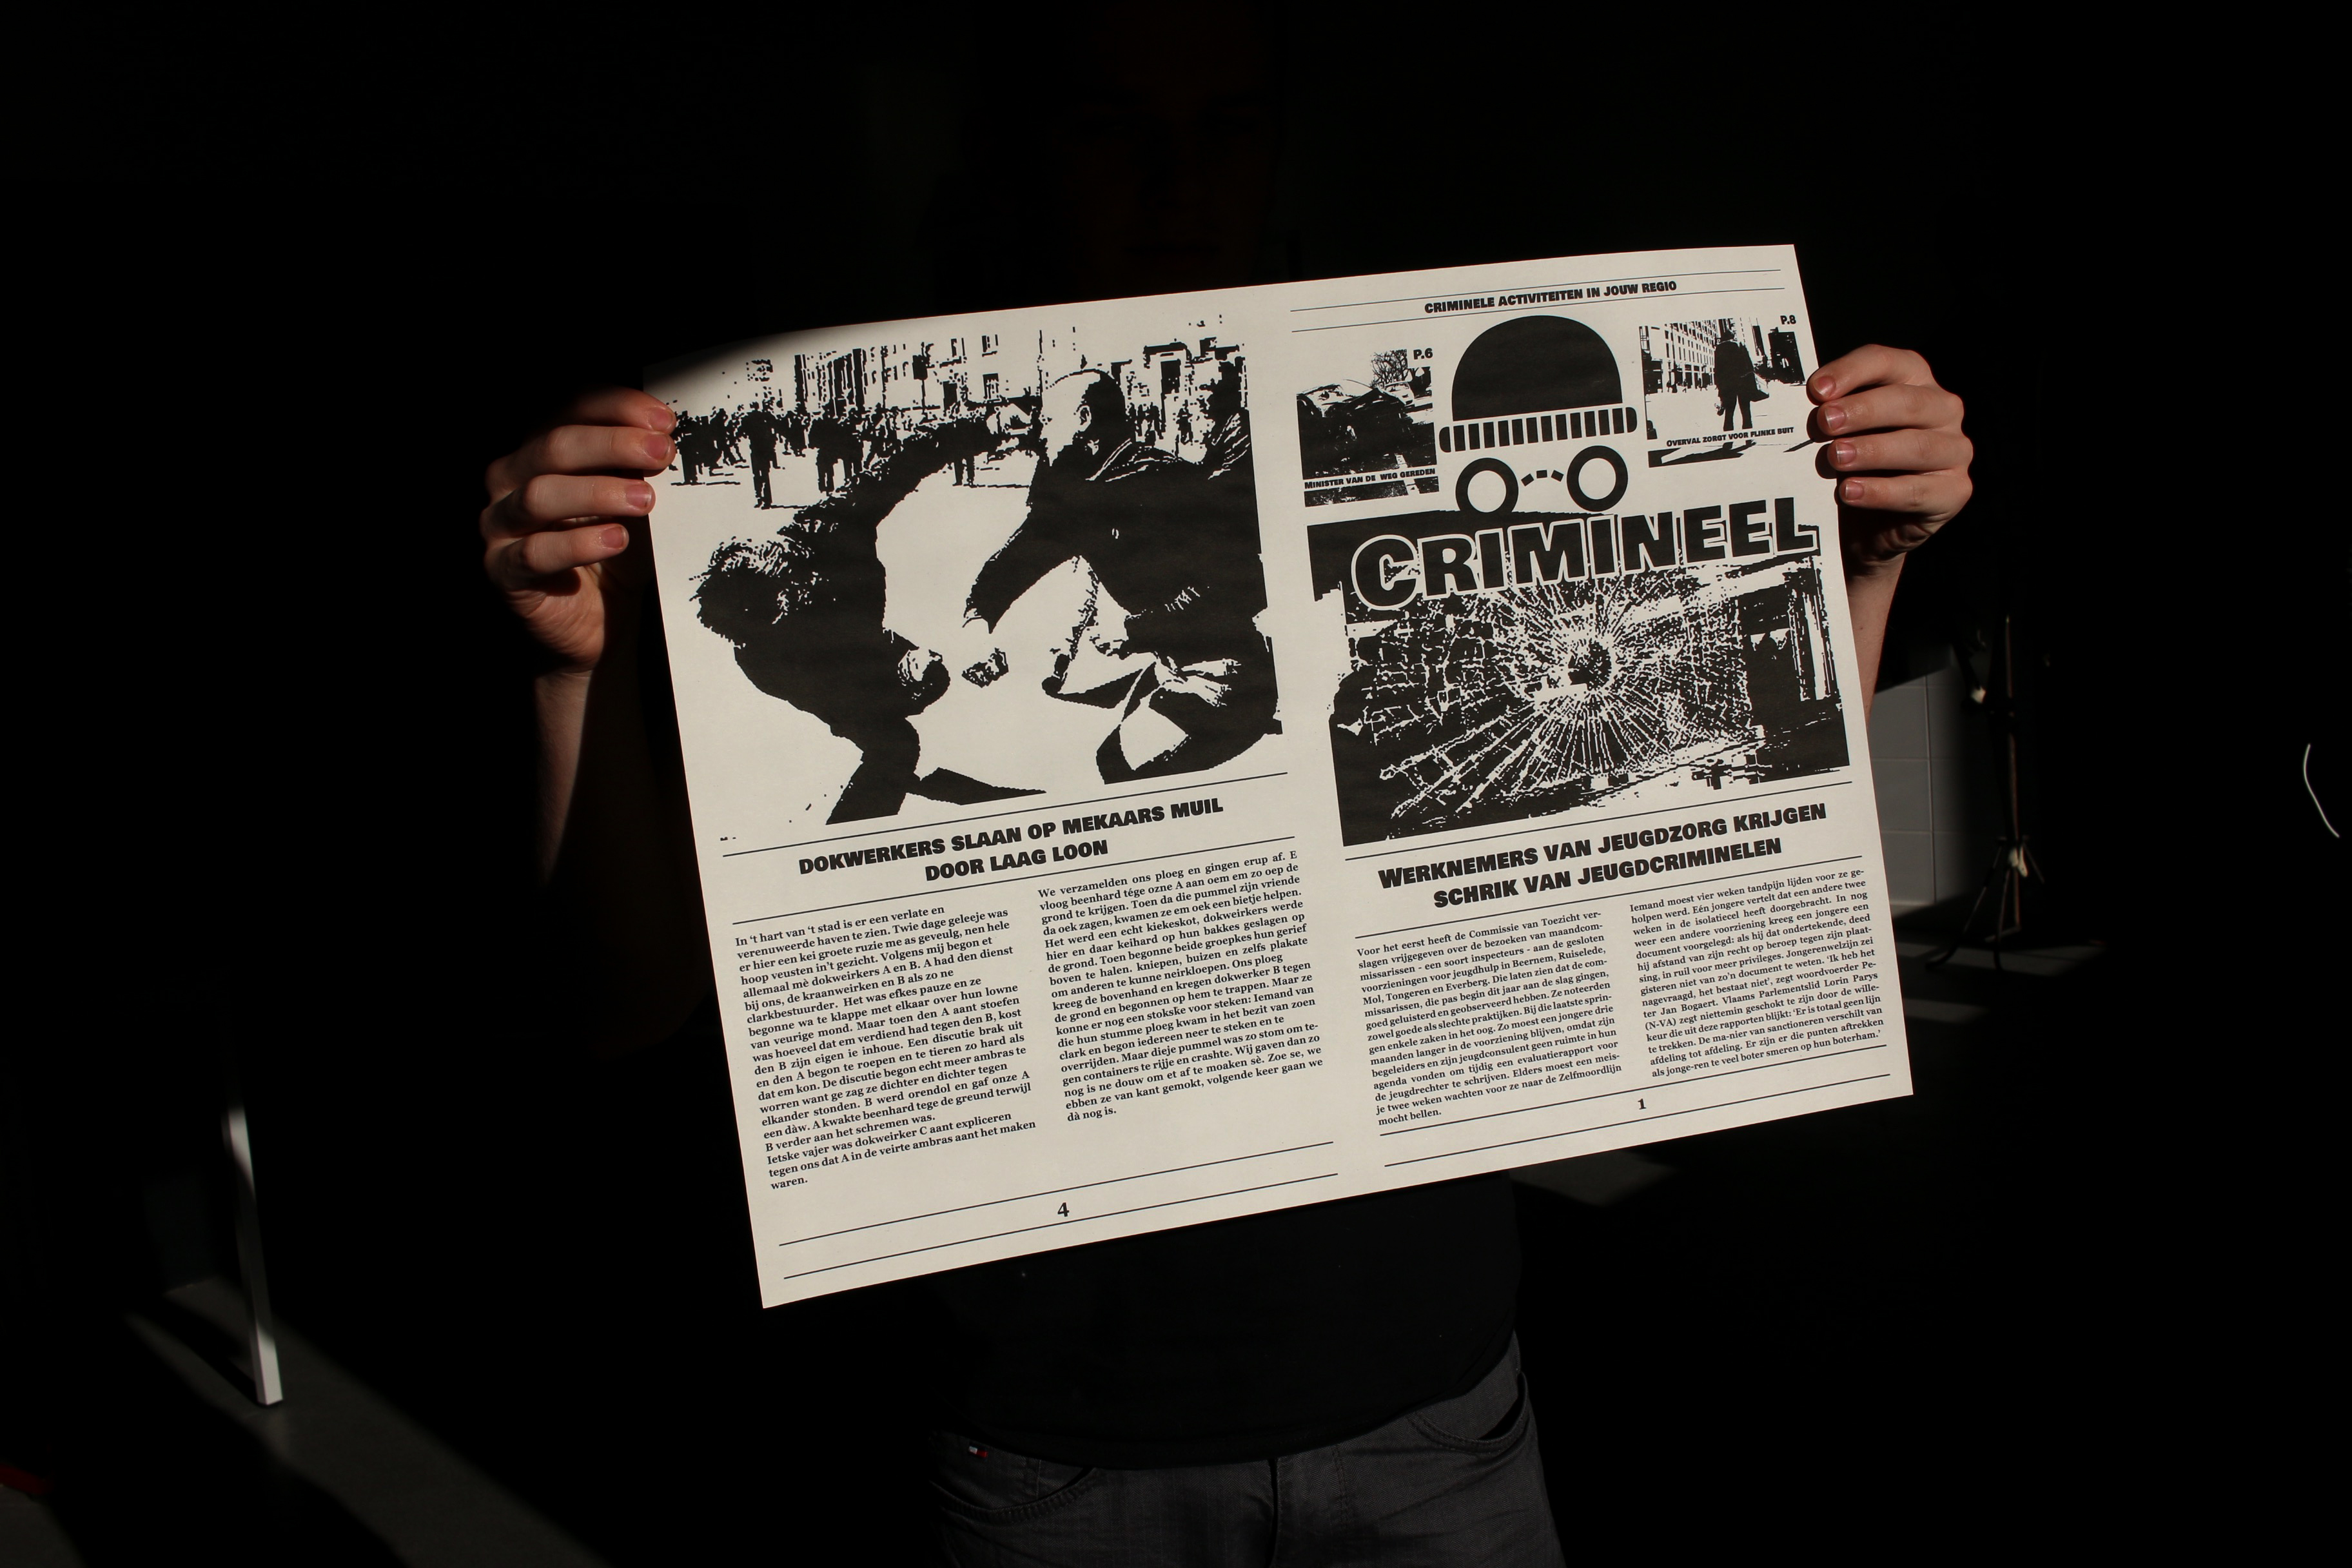 DOKWERKERS SLAAN OP MEKAARS MUIL
DOOR LAAG LOON
In 't hart van 't stad is er een verlate en
verenuweerde haven te zien. Twie dage geleeje was
er hier een kei groete ruzie me as geveulg, nen hele
hoop veusten in't gezicht. Volgens mij begon et
allemaal mè dokweirkers A en B. A had den dienst
bij ons, de kraanweirken en B als zo ne
clarkbestuurder. Het was efkes pauze en ze
begonne wa te klappe met elkaar over hun lowne
van veurige mond. Maar toen den A aant stoefen
was hoeveel dat em verdiend had tegen den B, kost
den B zijn eigen ie inhoue. Een discutie brak uit
en den A begon te roepen en te tieren zo hard als
dat em kon. De discutie begon echt meer ambras te
worren want ge zag ze dichter en dichter tegen
elkander stonden. B werd orendol en gaf onze A
een dàw. A kwakte beenhard tege de greund terwijl
B verder aan het schremen was.
Ietske vajer was dokweirker C aant expliceren
tegen ons dat A in de veirte ambras aant het maken
waren.
We verzamelden ons ploeg en gingen erup af. E
vloog beenhard tége ozne A aan oem em zo oep de
grond te krijgen. Toen da die pummel zijn vriende
da oek zagen, kwamen ze em oek een bietje helpen.
Het werd een echt kiekeskot, dokweirkers werde
hier en daar keihard op hun bakkes geslagen op
de grond. Toen begonne beide groepkes hun gerief
boven te halen. kniepen, buizen en zelfs plakate
om anderen te kunne neirkloepen. Ons ploeg
kreeg de bovenhand en kregen dokwerker B tegen
de grond en begonnen op hem te trappen. Maar ze
konne er nog een stokske voor steken: Iemand van
die hun stumme ploeg kwam in het bezit van zoen
clark en begon iedereen neer te steken en te
overrijden. Maar dieje pummel was zo stom om te-
gen containers te rijje en crashte. Wij gaven dan zo
nog is ne douw om et af te moaken sè. Zoe se, we
ebben ze van kant gemokt, volgende keer gaan we
dà nog is.
4
CRIMINELE ACTIVITEITEN IN JOUW REGIO
P.6
MINISTER VAN DE WEG GEREDEN
P.8
OVERVAL ZORGT VOOR FLINKE BUIT
CRIMINEEL
WERKNEMERS VAN JEUGDZORG KRIJGEN
SCHRIK VAN JEUGDCRIMINELEN
Voor het eerst heeft de Commissie van Toezicht ver-
slagen vrijgegeven over de bezoeken van maandcom-
missarissen - een soort inspecteurs - aan de gesloten
voorzieningen voor jeugdhulp in Beernem, Ruiselede,
Mol, Tongeren en Everberg. Die laten zien dat de com-
missarissen, die pas begin dit jaar aan de slag gingen,
goed geluisterd en geobserveerd hebben. Ze noteerden
zowel goede als slechte praktijken. Bij die laatste sprin-
gen enkele zaken in het oog. Zo moest een jongere drie
maanden langer in de voorziening blijven, omdat zijn
begeleiders en zijn jeugdconsulent geen ruimte in hun
agenda vonden om tijdig een evaluatierapport voor
de jeugdrechter te schrijven. Elders moest een meis-
je twee weken wachten voor ze naar de Zelfmoordlijn
mocht bellen.
Iemand moest vier weken tandpijn lijden voor ze ge-
holpen werd. Eén jongere vertelt dat een andere twee
weken in de isolatiecel heeft doorgebracht. In nog
weer een andere voorziening kreeg een jongere een
document voorgelegd: als hij dat ondertekende, deed
hij afstand van zijn recht op beroep tegen zijn plaat-
sing, in ruil voor meer privileges. Jongerenwelzijn zei
gisteren niet van zo'n document te weten. 'Ik heb het
nagevraagd, het bestaat niet', zegt woordvoerder Pe-
ter Jan Bogaert. Vlaams Parlementslid Lorin Parys
(N-VA) zegt niettemin geschokt te zijn door de wille-
keur die uit deze rapporten blijkt: 'Er is totaal geen lijn
te trekken. De ma-nier van sanctioneren verschilt van
afdeling tot afdeling. Er zijn er die punten aftrekken
als jonge-ren te veel boter smeren op hun boterham.'
1